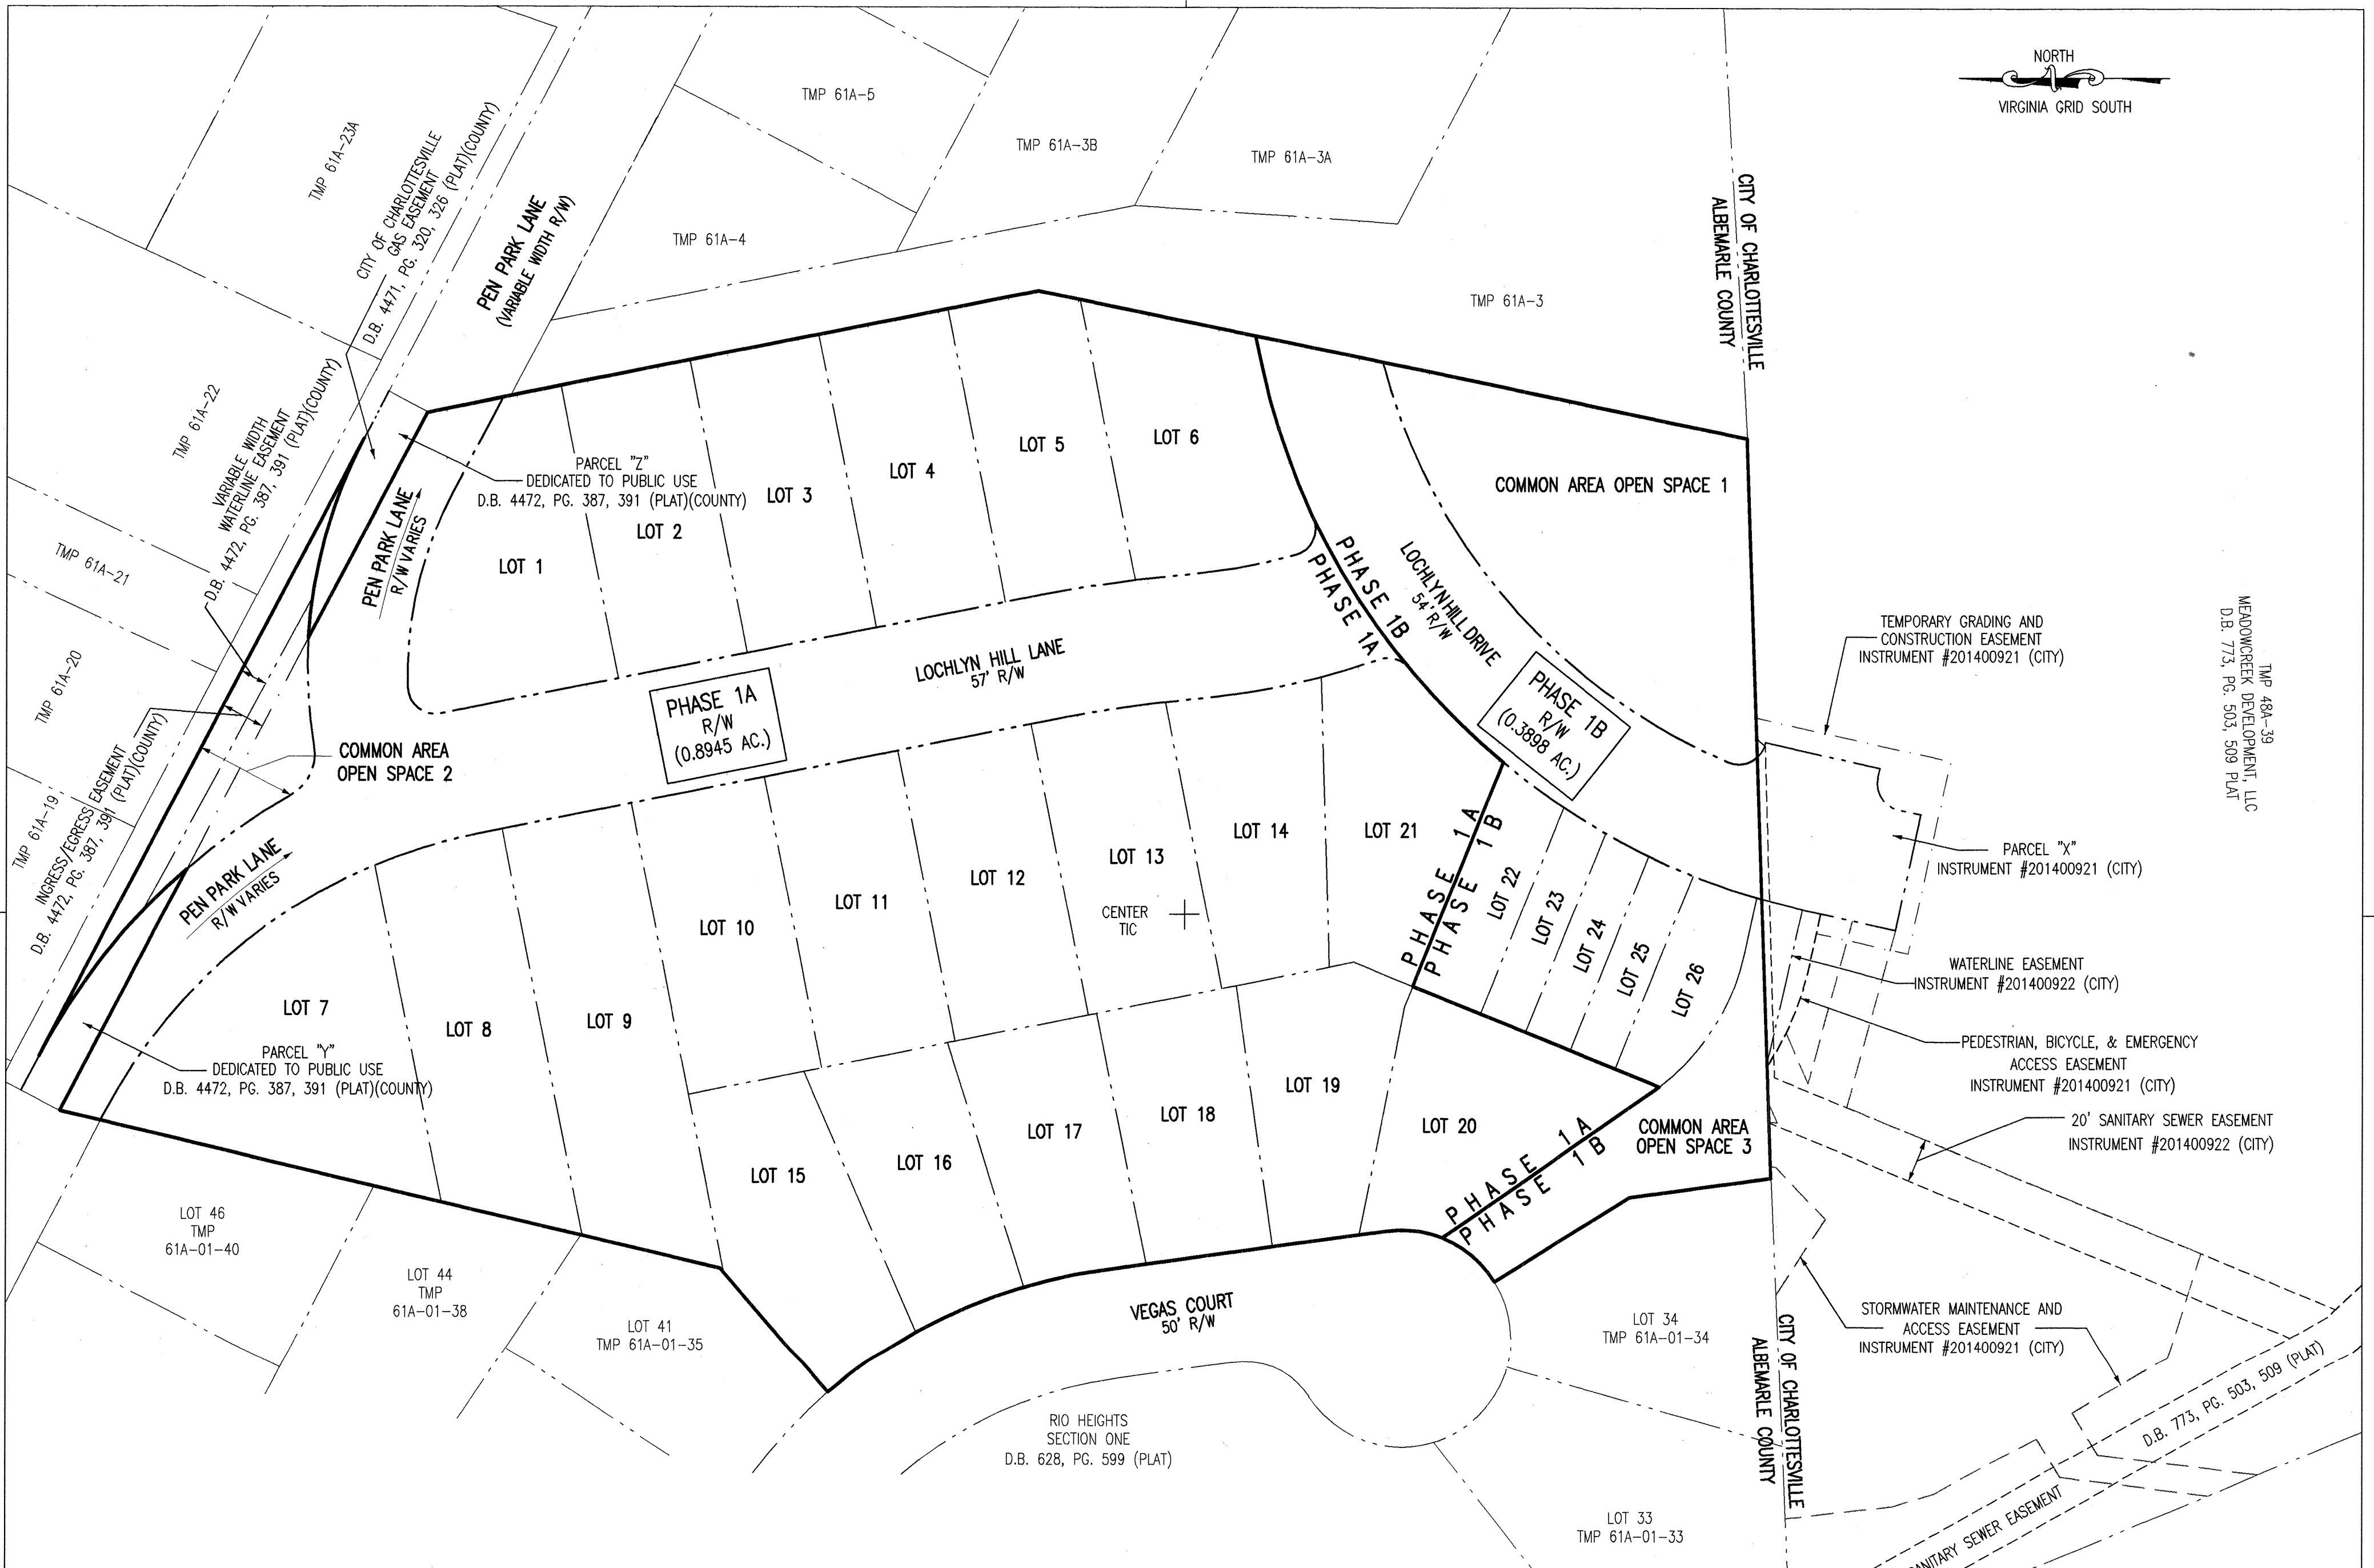 NORTH
VIRGINIA GRID SOUTH
TMP 61A-23A
CITY OF CHARLOTTESVILLE
GAS EASEMENT
D.B. 4471, PG. 320, 326 (PLAT)(COUNTY)
PEN PARK LANE
(VARIABLE WIDTH R/W)
TMP 61A-5
TMP 61A-4
TMP 61A-3B
TMP 61A-3A
TMP 61A-3
CITY OF CHARLOTTESVILLE
ALBEMARLE COUNTY
TMP 61A-22
VARIABLE WIDTH
WATERLINE EASEMENT
D.B. 4472, PG. 387, 391 (PLAT)(COUNTY)
TMP 61A-21
TMP 61A-20
TMP 61A-19
INGRESS/EGRESS EASEMENT
D.B. 4472, PG. 387, 391 (PLAT)(COUNTY)
PARCEL "Z"
DEDICATED TO PUBLIC USE
D.B. 4472, PG. 387, 391 (PLAT)(COUNTY)
PEN PARK LANE
R/W VARIES
LOT 1
LOT 2
LOT 3
LOT 4
LOT 5
LOT 6
COMMON AREA OPEN SPACE 1
PHASE 1B
PHASE 1A
LOCHLYN HILL DRIVE
54' R/W
LOCHLYN HILL LANE
57' R/W
PHASE 1A
R/W
(0.8945 AC.)
PHASE 1B
R/W
(0.3898 AC.)
COMMON AREA
OPEN SPACE 2
PEN PARK LANE
R/W VARIES
TEMPORARY GRADING AND
CONSTRUCTION EASEMENT
INSTRUMENT #201400921 (CITY)
TMP 48A-39
MEADOWCREEK DEVELOPMENT, LLC
D.B. 773, PG. 503, 509 PLAT
PARCEL "X"
INSTRUMENT #201400921 (CITY)
WATERLINE EASEMENT
INSTRUMENT #201400922 (CITY)
PEDESTRIAN, BICYCLE, & EMERGENCY
ACCESS EASEMENT
INSTRUMENT #201400921 (CITY)
20' SANITARY SEWER EASEMENT
INSTRUMENT #201400922 (CITY)
LOT 7
LOT 8
LOT 9
LOT 10
LOT 11
LOT 12
LOT 13
CENTER
TIC
LOT 14
LOT 21
PHASE 1A
PHASE 1B
LOT 22
LOT 23
LOT 24
LOT 25
LOT 26
PARCEL "Y"
DEDICATED TO PUBLIC USE
D.B. 4472, PG. 387, 391 (PLAT)(COUNTY)
LOT 15
LOT 16
LOT 17
LOT 18
LOT 19
LOT 20
PHASE 1A
PHASE 1B
COMMON AREA
OPEN SPACE 3
LOT 46
TMP
61A-01-40
LOT 44
TMP
61A-01-38
LOT 41
TMP 61A-01-35
VEGAS COURT
50' R/W
LOT 34
TMP 61A-01-34
CITY OF CHARLOTTESVILLE
ALBEMARLE COUNTY
STORMWATER MAINTENANCE AND
ACCESS EASEMENT
INSTRUMENT #201400921 (CITY)
RIO HEIGHTS
SECTION ONE
D.B. 628, PG. 599 (PLAT)
LOT 33
TMP 61A-01-33
D.B. 773, PG. 503, 509 (PLAT)
SEWER EASEMENT